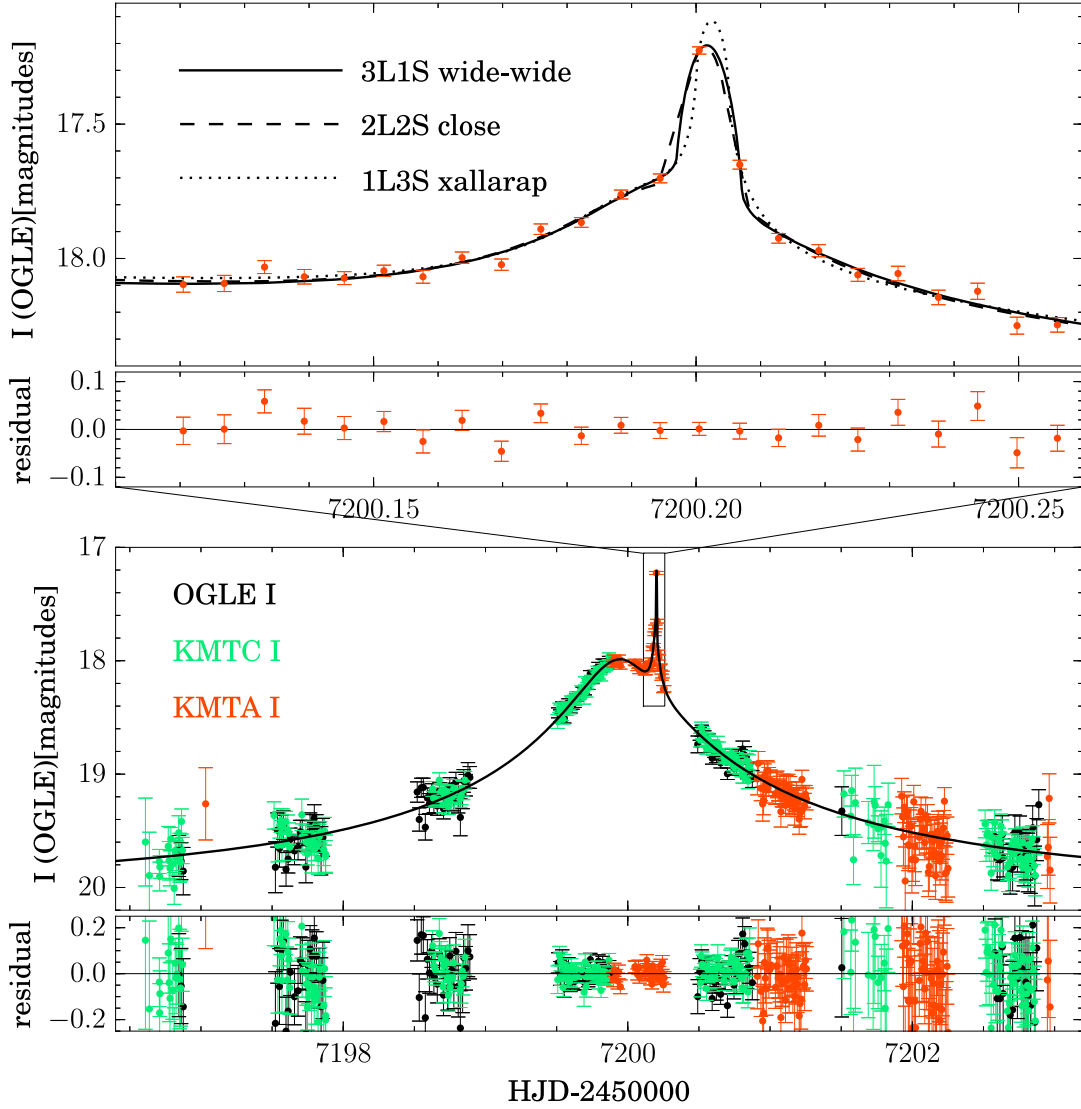 3L1S wide-wide
2L2S close
1L3S xallarap
17.5
18.0
I (OGLE)[magnitudes]
0.1
0.0
−0.1
residual
7200.15
7200.20
7200.25
17
18
19
20
I (OGLE)[magnitudes]
OGLE I
KMTC I
KMTA I
0.2
0.0
−0.2
residual
7198
7200
7202
HJD-2450000